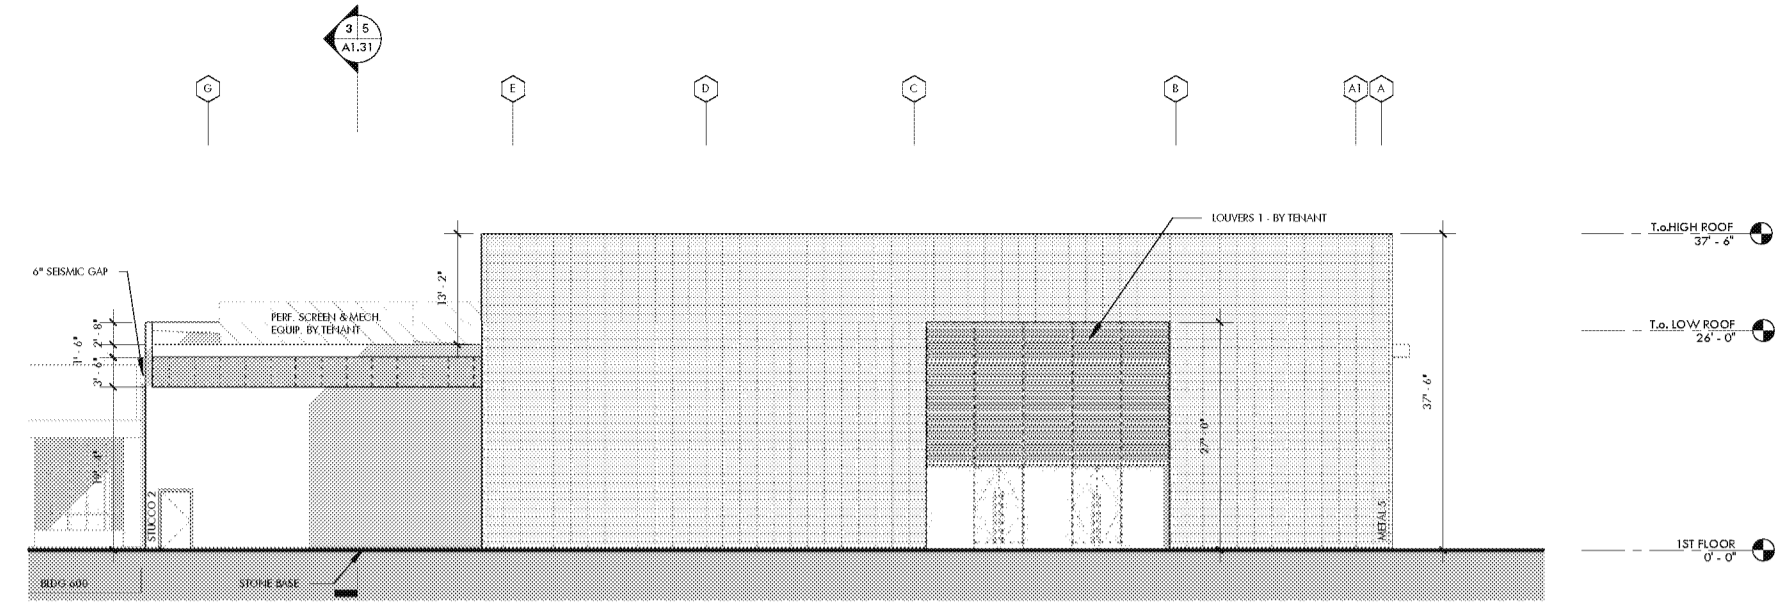 3 5
A1.31
G
E
D
C
B
A1
A
LOUVERS 1 - BY TENANT
T.o.HIGH ROOF
37' - 6"
6" SEISMIC GAP
13' - 2"
PERF. SCREEN & MECH.
EQUIP. BY TENANT
T.o. LOW ROOF
26' - 0"
2' - 8"
1' - 6"
3' - 6"
37' - 6"
27' - 0"
19' - 4"
STUCCO 2
METAL 5
1ST FLOOR
0' - 0"
BLDG 600
STONE BASE